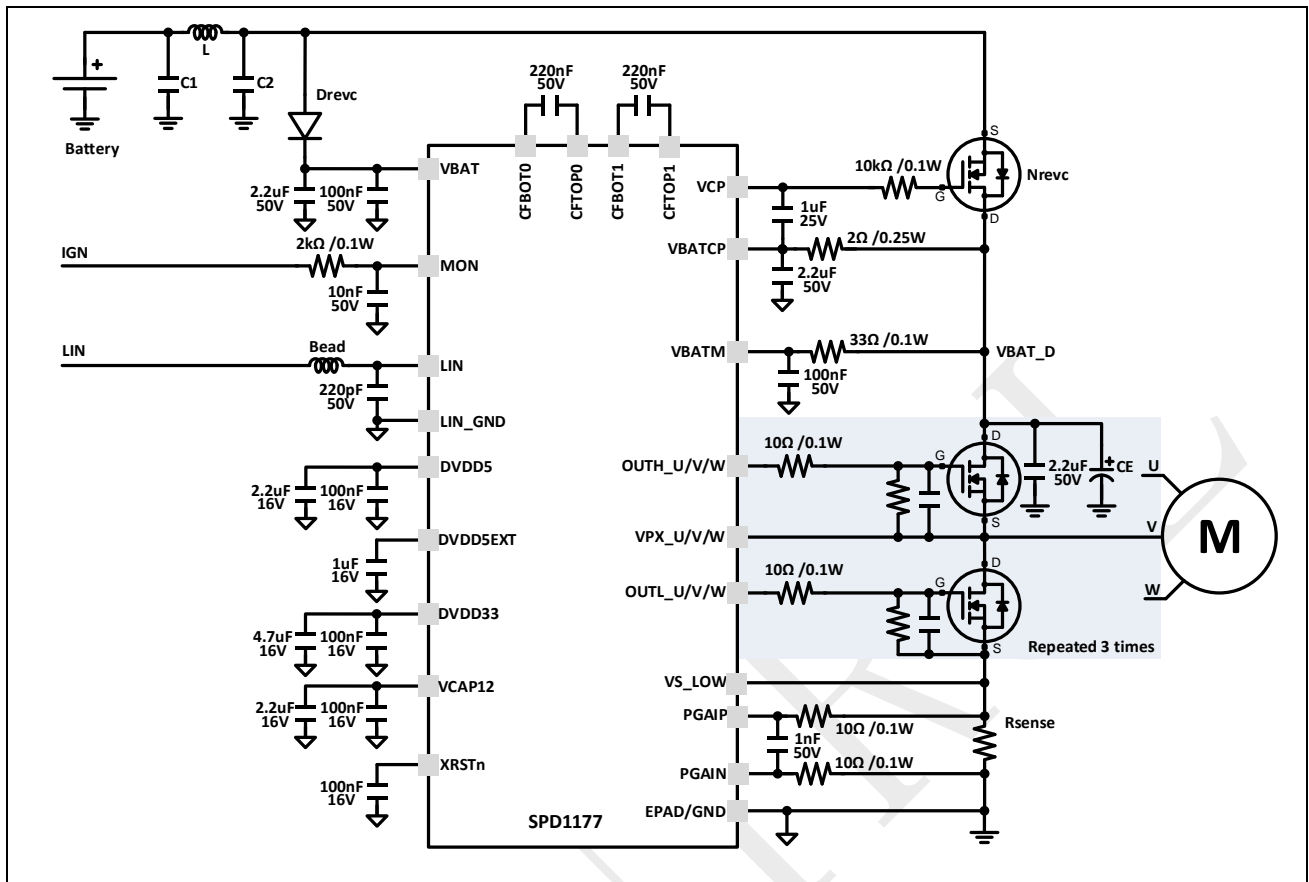 +
L
C1
C2
Drevc
Battery
220nF
50V
220nF
50V
CFBOT0
CFTOP0
CFBOT1
CFTOP1
VBAT
2.2uF
50V
100nF
50V
IGN
2kΩ /0.1W
MON
10nF
50V
LIN
Bead
LIN
220pF
50V
LIN_GND
DVDD5
2.2uF
16V
100nF
16V
DVDD5EXT
1uF
16V
DVDD33
4.7uF
16V
100nF
16V
VCAP12
2.2uF
16V
100nF
16V
XRSTn
100nF
16V
SPD1177
VCP
10kΩ /0.1W
G
S
D
Nrevc
1uF
25V
VBATCP
2Ω /0.25W
2.2uF
50V
VBATM
33Ω /0.1W
VBAT_D
100nF
50V
OUTH_U/V/W
10Ω /0.1W
G
D
S
2.2uF
50V
+
CE
VPX_U/V/W
OUTL_U/V/W
10Ω /0.1W
G
D
S
Repeated 3 times
U
V
W
M
VS_LOW
PGAIP
10Ω /0.1W
1nF
50V
Rsense
PGAIN
10Ω /0.1W
EPAD/GND